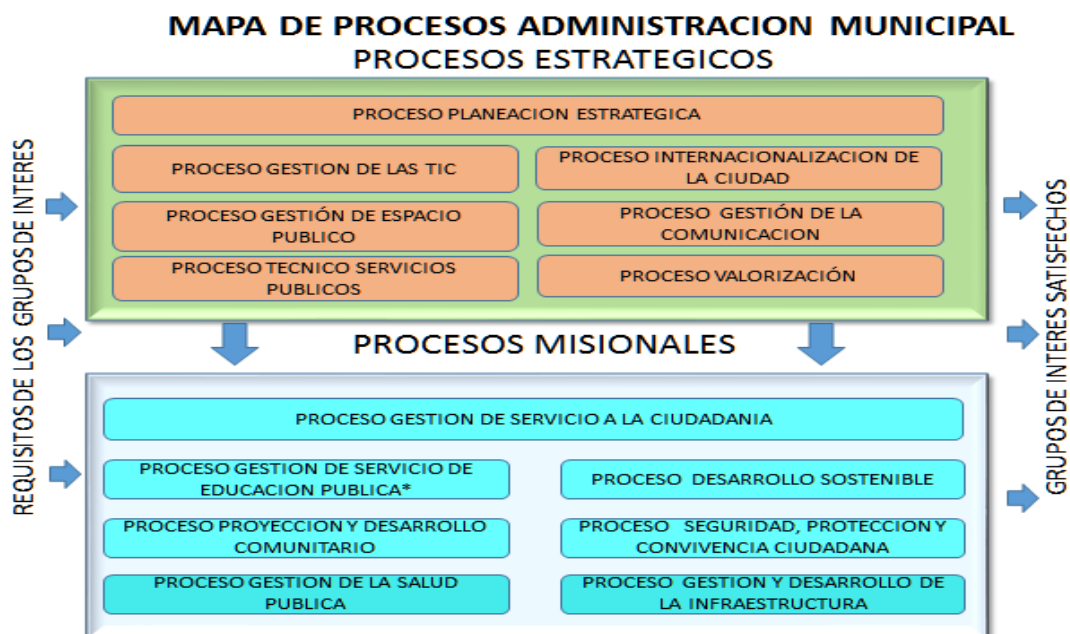 MAPA DE PROCESOS ADMINISTRACION MUNICIPAL
PROCESOS ESTRATEGICOS
PROCESO PLANEACION ESTRATEGICA
PROCESO GESTION DE LAS TIC
PROCESO INTERNACIONALIZACION DE
LA CIUDAD
PROCESO GESTIÓN DE ESPACIO
PUBLICO
PROCESO GESTIÓN DE LA
COMUNICACION
PROCESO TECNICO SERVICIOS
PUBLICOS
PROCESO VALORIZACIÓN
REQUISITOS DE LOS GRUPOS DE INTERES
GRUPOS DE INTERES SATISFECHOS
PROCESOS MISIONALES
PROCESO GESTION DE SERVICIO A LA CIUDADANIA
PROCESO GESTION DE SERVICIO DE
EDUCACION PUBLICA*
PROCESO DESARROLLO SOSTENIBLE
PROCESO PROYECCION Y DESARROLLO
COMUNITARIO
PROCESO SEGURIDAD, PROTECCION Y
CONVIVENCIA CIUDADANA
PROCESO GESTION DE LA SALUD
PUBLICA
PROCESO GESTION Y DESARROLLO DE
LA INFRAESTRUCTURA